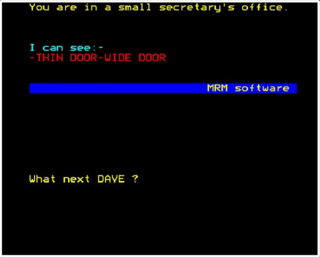 You are in a small secretary's office.
I can see:-
-THIN DOOR-WIDE DOOR
MRM software
What next DAVE ?